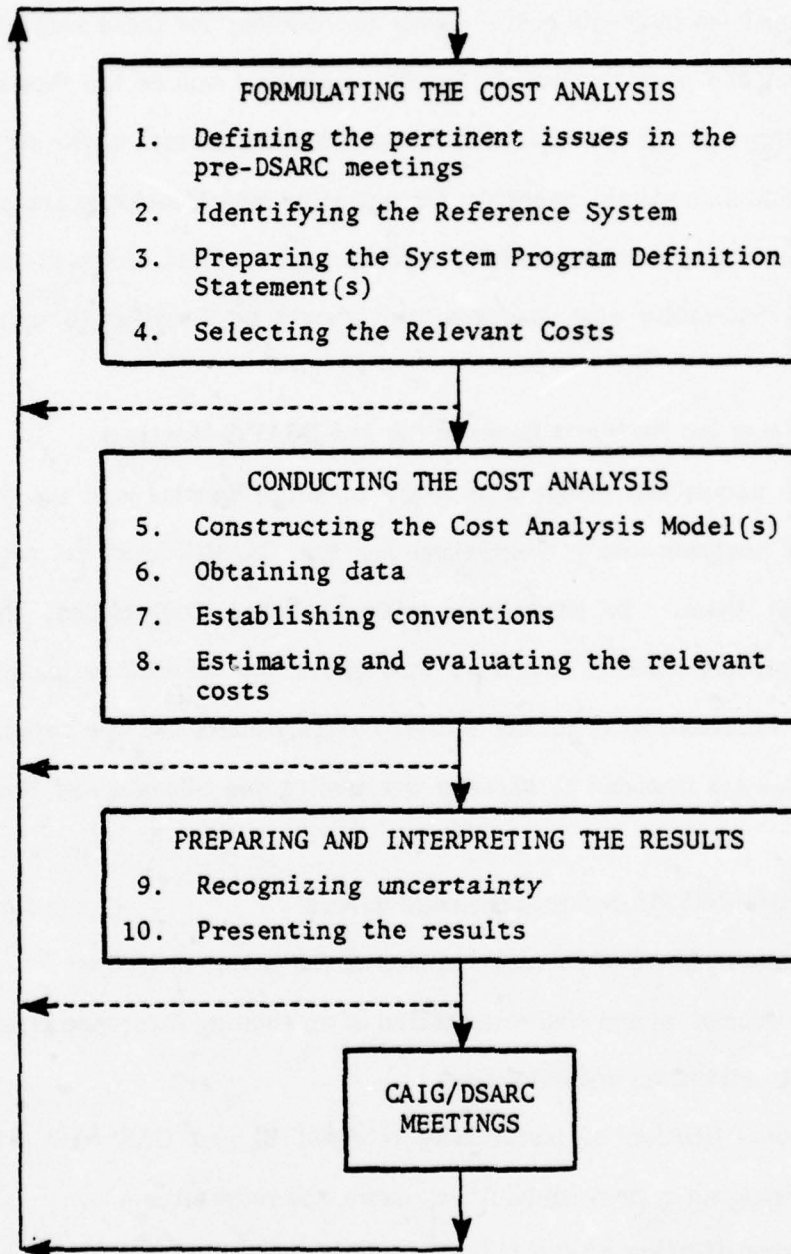 FORMULATING THE COST ANALYSIS
1. Defining the pertinent issues in the
pre-DSARC meetings
2. Identifying the Reference System
3. Preparing the System Program Definition
Statement(s)
4. Selecting the Relevant Costs
CONDUCTING THE COST ANALYSIS
5. Constructing the Cost Analysis Model(s)
6. Obtaining data
7. Establishing conventions
8. Estimating and evaluating the relevant
costs
PREPARING AND INTERPRETING THE RESULTS
9. Recognizing uncertainty
10. Presenting the results
CAIG/DSARC
MEETINGS